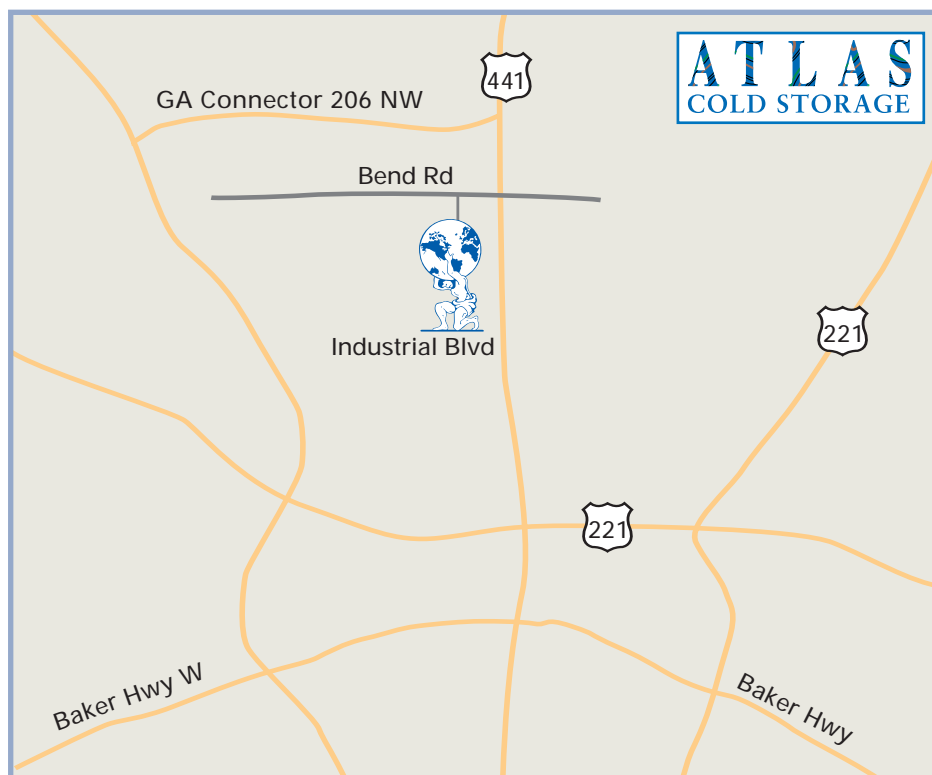 ATLAS
COLD STORAGE
441
GA Connector 206 NW
Bend Rd
221
Industrial Blvd
221
Baker Hwy W
Baker Hwy